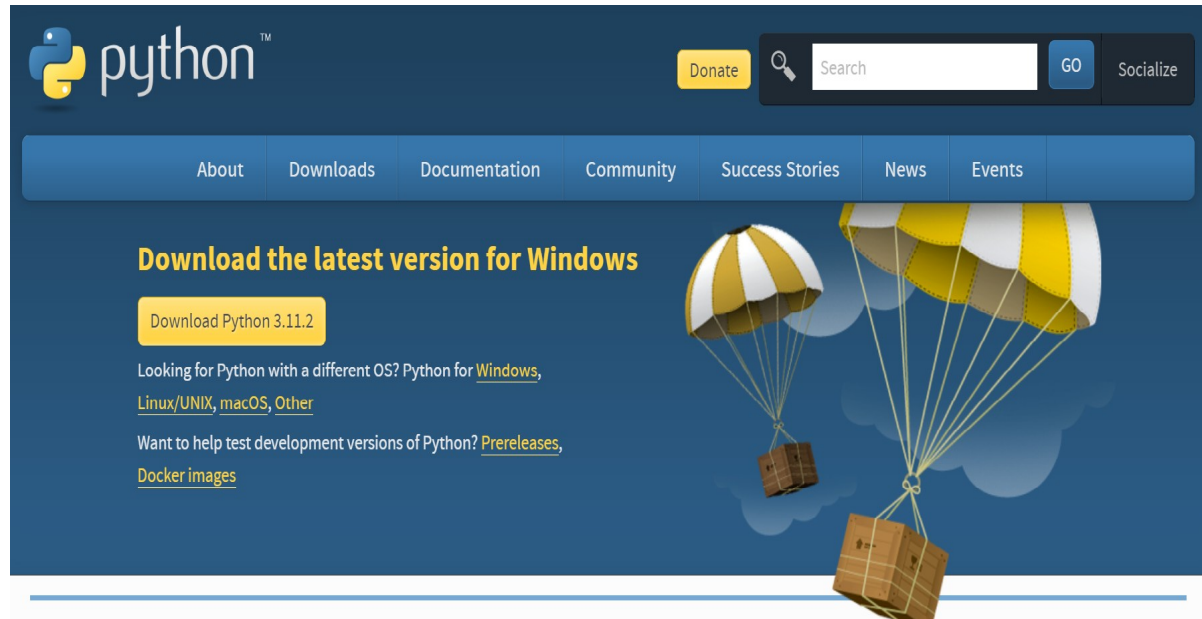 python™
Donate
Search
GO
Socialize
About
Downloads
Documentation
Community
Success Stories
News
Events
Download the latest version for Windows
Download Python 3.11.2
Looking for Python with a different OS? Python for Windows,
Linux/UNIX, macOS, Other
Want to help test development versions of Python? Prereleases,
Docker images